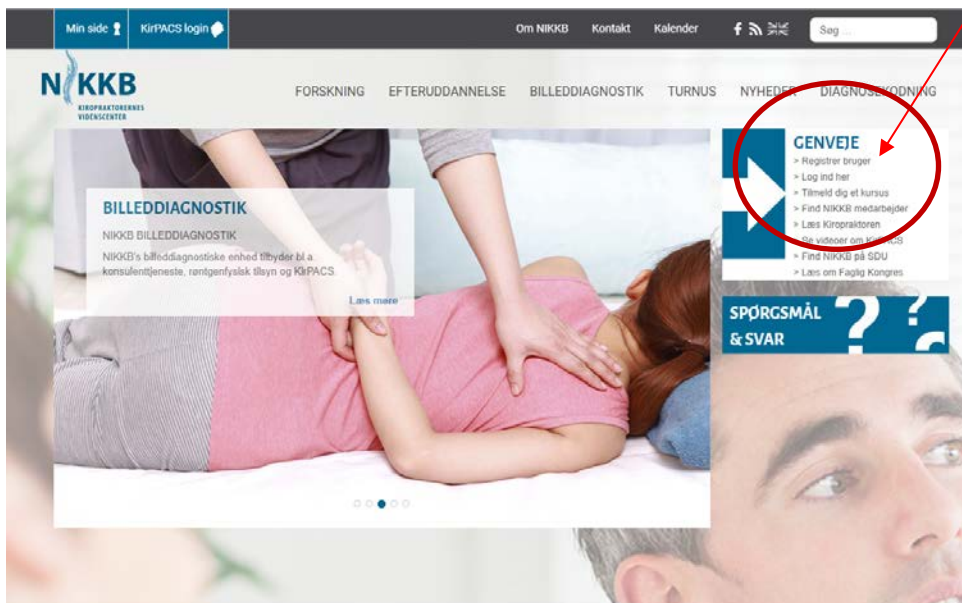 Min side
KirPACS login
Om NIKKB
Kontakt
Kalender
Søg ...
NIKKB
KIROPRAKTORERNES
VIDENSCENTER
FORSKNING
EFTERUDDANNELSE
BILLEDDIAGNOSTIK
TURNUS
NYHEDER
DIAGNOSEKODNING
BILLEDDIAGNOSTIK
NIKKB BILLEDDIAGNOSTIK
NIKKB's billeddiagnostiske enhed tilbyder bl.a.
konsulenttjeneste, røntgenfysisk tilsyn og KirPACS.
Læs mere
GENVEJE
> Registrer bruger
> Log ind her
> Tilmeld dig et kursus
> Find NIKKB medarbejder
> Læs Kiropraktoren
Se videoer om KirPACS
> Find NIKKB på SDU
> Læs om Faglig Kongres
SPØRGSMÅL
& SVAR